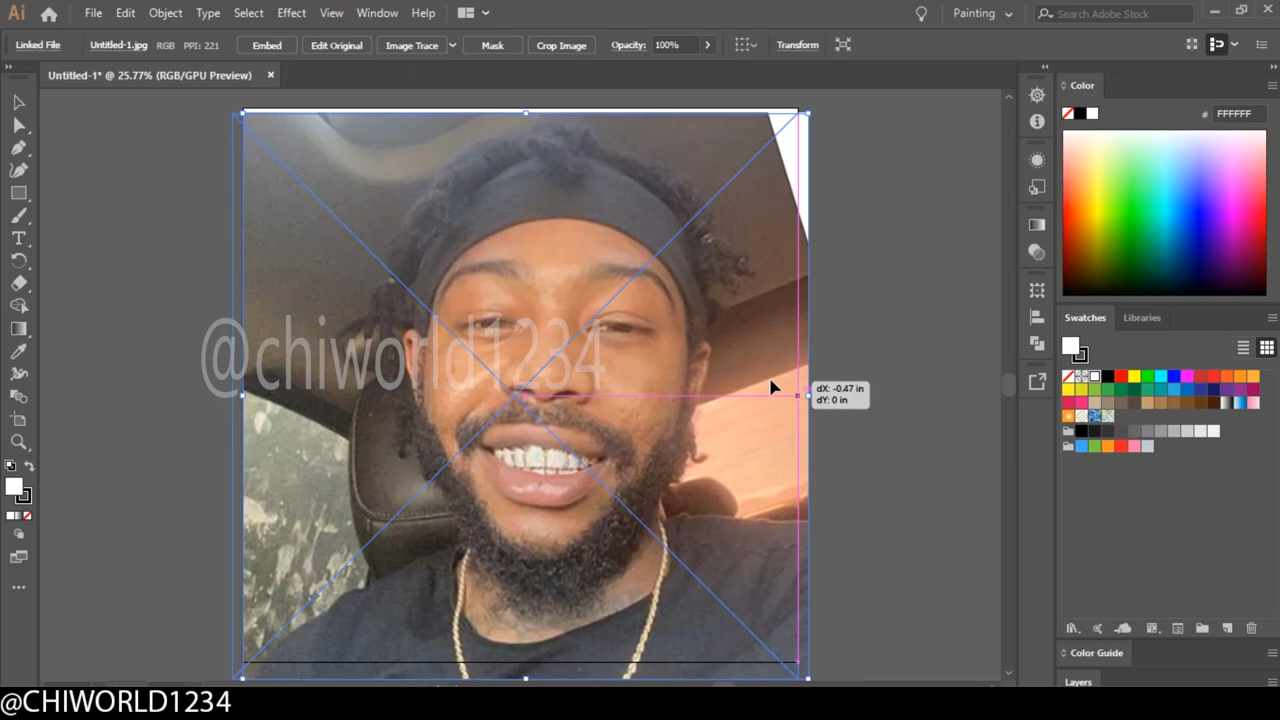 Ai File Edit Object Type Select Effect View Window Help Painting Search Adobe Stock
Linked File Untitled-1.jpg RGB PPI: 221 Embed Edit Original Image Trace Mask Crop Image Opacity: 100% Transform
Untitled-1* @ 25.77% (RGB/GPU Preview)
Color
# FFFFFF
Swatches Libraries
@chiworld1234
dX: -0.47 in
dY: 0 in
Color Guide
Layers
@CHIWORLD1234